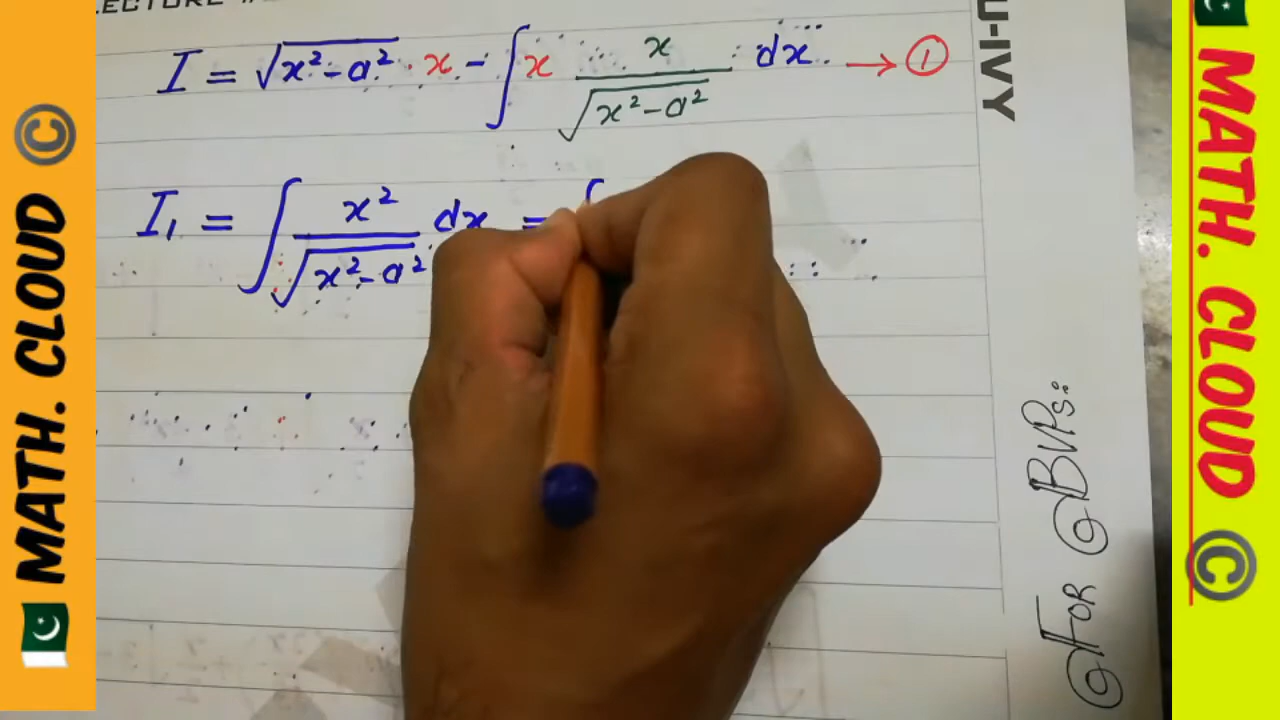 LECTURE
I = √x²-a² · x - ∫ x x/√x²-a² dx. → ①
I₁ = ∫ x²/√x²-a² dx = ∫
U-IVY
FOR BVPs:
MATH. CLOUD ©
MATH. CLOUD ©